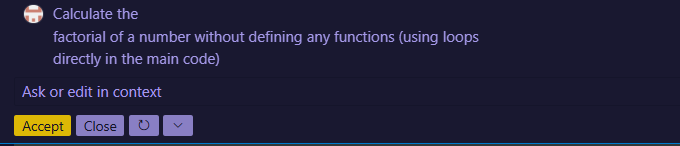 Calculate the
factorial of a number without defining any functions (using loops
directly in the main code)
Ask or edit in context
Accept Close